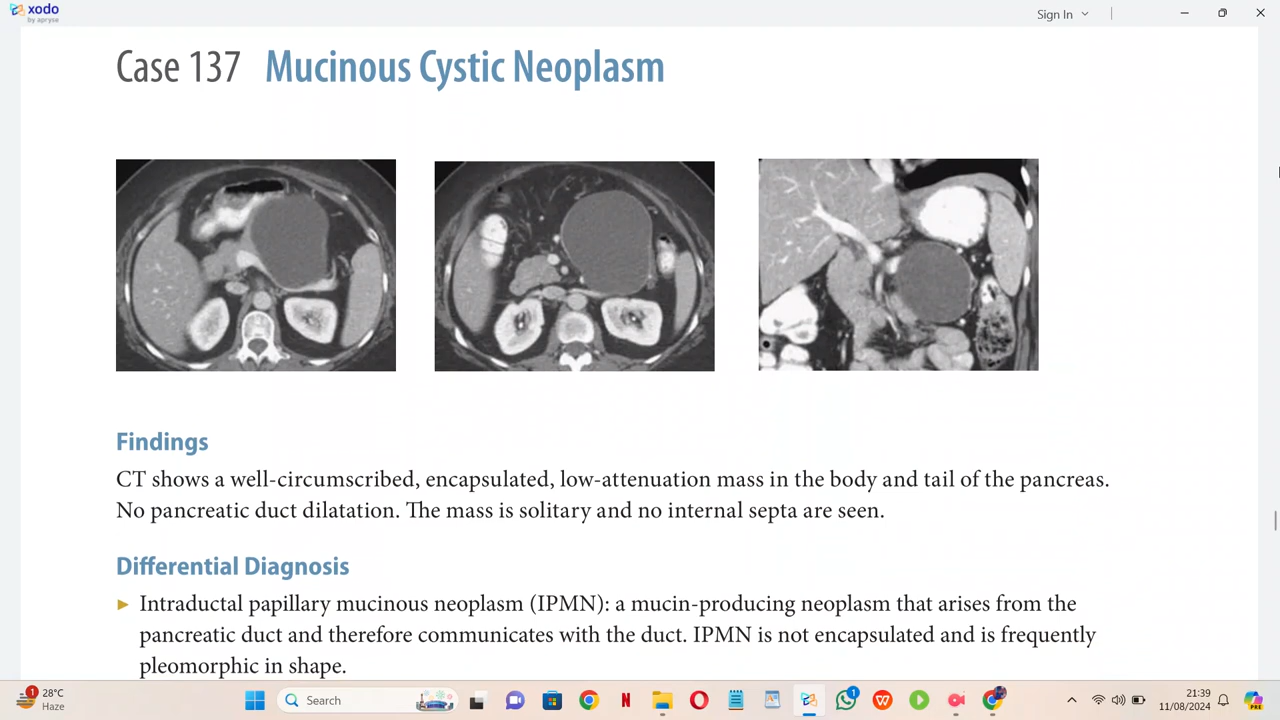 xodo
by apryse
Sign In
Case 137 Mucinous Cystic Neoplasm
Findings
CT shows a well-circumscribed, encapsulated, low-attenuation mass in the body and tail of the pancreas.
No pancreatic duct dilatation. The mass is solitary and no internal septa are seen.
Differential Diagnosis
► Intraductal papillary mucinous neoplasm (IPMN): a mucin-producing neoplasm that arises from the
pancreatic duct and therefore communicates with the duct. IPMN is not encapsulated and is frequently
pleomorphic in shape.
1
28°C
Haze
Search
1
21:39
11/08/2024
PRE